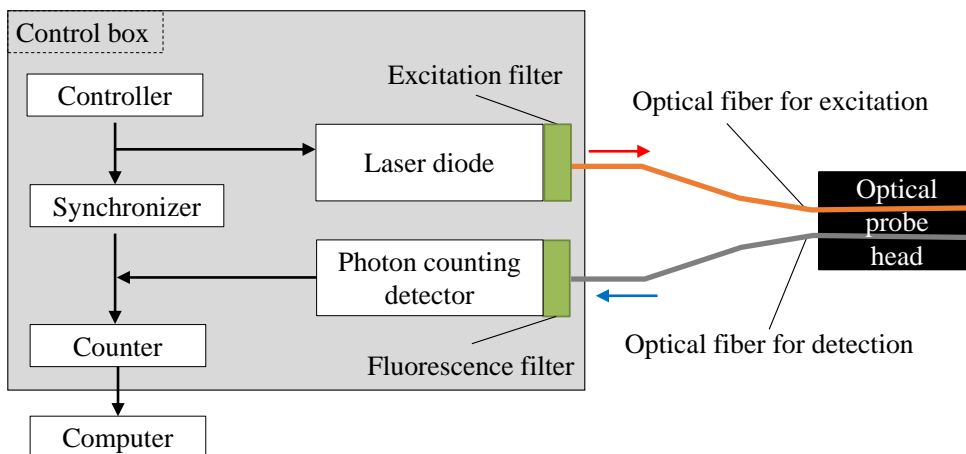 Control box
Controller
Excitation filter
Optical fiber for excitation
Laser diode
Synchronizer
Optical
probe
head
Photon counting
detector
Counter
Fluorescence filter
Optical fiber for detection
Computer